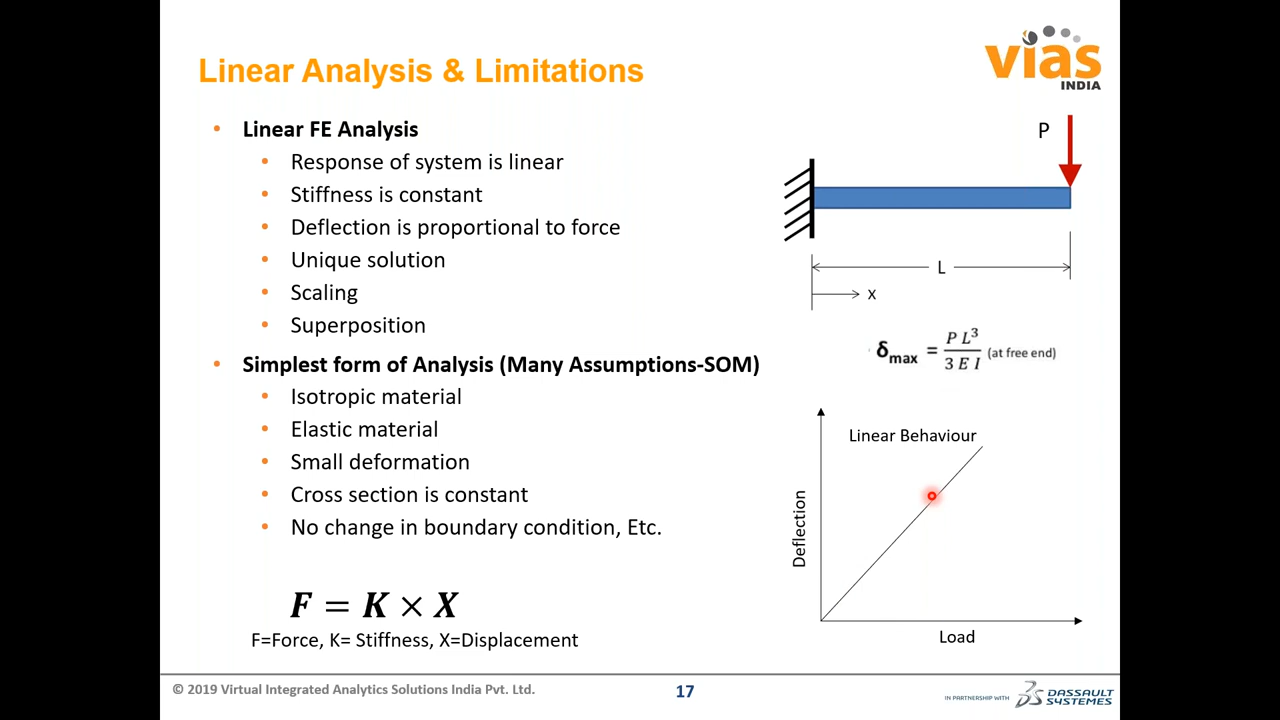 Linear Analysis & Limitations
vias
INDIA
• Linear FE Analysis
• Response of system is linear
• Stiffness is constant
• Deflection is proportional to force
• Unique solution
• Scaling
• Superposition
• Simplest form of Analysis (Many Assumptions-SOM)
• Isotropic material
• Elastic material
• Small deformation
• Cross section is constant
• No change in boundary condition, Etc.
F = K × X
F=Force, K= Stiffness, X=Displacement
P
L
x
δmax = P L³ / 3 E I (at free end)
Linear Behaviour
Deflection
Load
© 2019 Virtual Integrated Analytics Solutions India Pvt. Ltd.
17
IN PARTNERSHIP WITH
DASSAULT
SYSTEMES